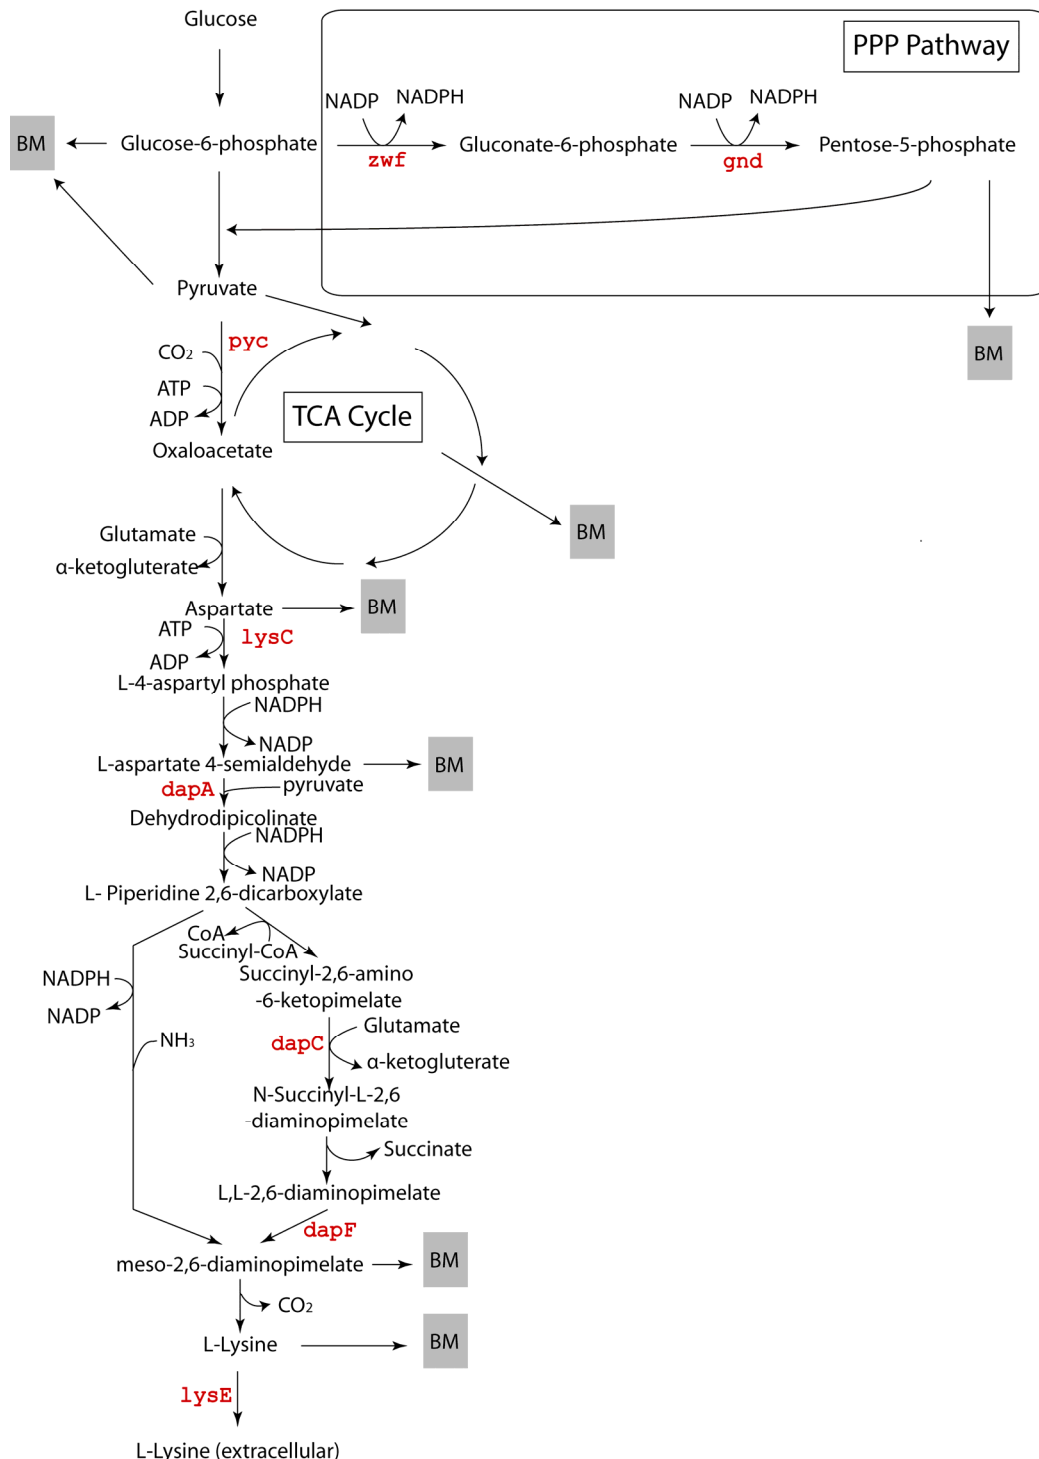 Glucose
PPP Pathway
NADP
NADPH
NADP
NADPH
BM
Glucose-6-phosphate
Gluconate-6-phosphate
Pentose-5-phosphate
zwf
gnd
Pyruvate
pyc
CO2
BM
ATP
ADP
TCA Cycle
Oxaloacetate
BM
Glutamate
α-ketogluterate
Aspartate
BM
ATP
lysC
ADP
L-4-aspartyl phosphate
NADPH
NADP
L-aspartate 4-semialdehyde
BM
dapA
pyruvate
Dehydrodipicolinate
NADPH
NADP
L- Piperidine 2,6-dicarboxylate
CoA
Succinyl-CoA
NADPH
Succinyl-2,6-amino
-6-ketopimelate
NADP
Glutamate
NH3
dapC
α-ketogluterate
N-Succinyl-L-2,6
-diaminopimelate
Succinate
L,L-2,6-diaminopimelate
dapF
meso-2,6-diaminopimelate
BM
CO2
L-Lysine
BM
lysE
L-Lysine (extracellular)